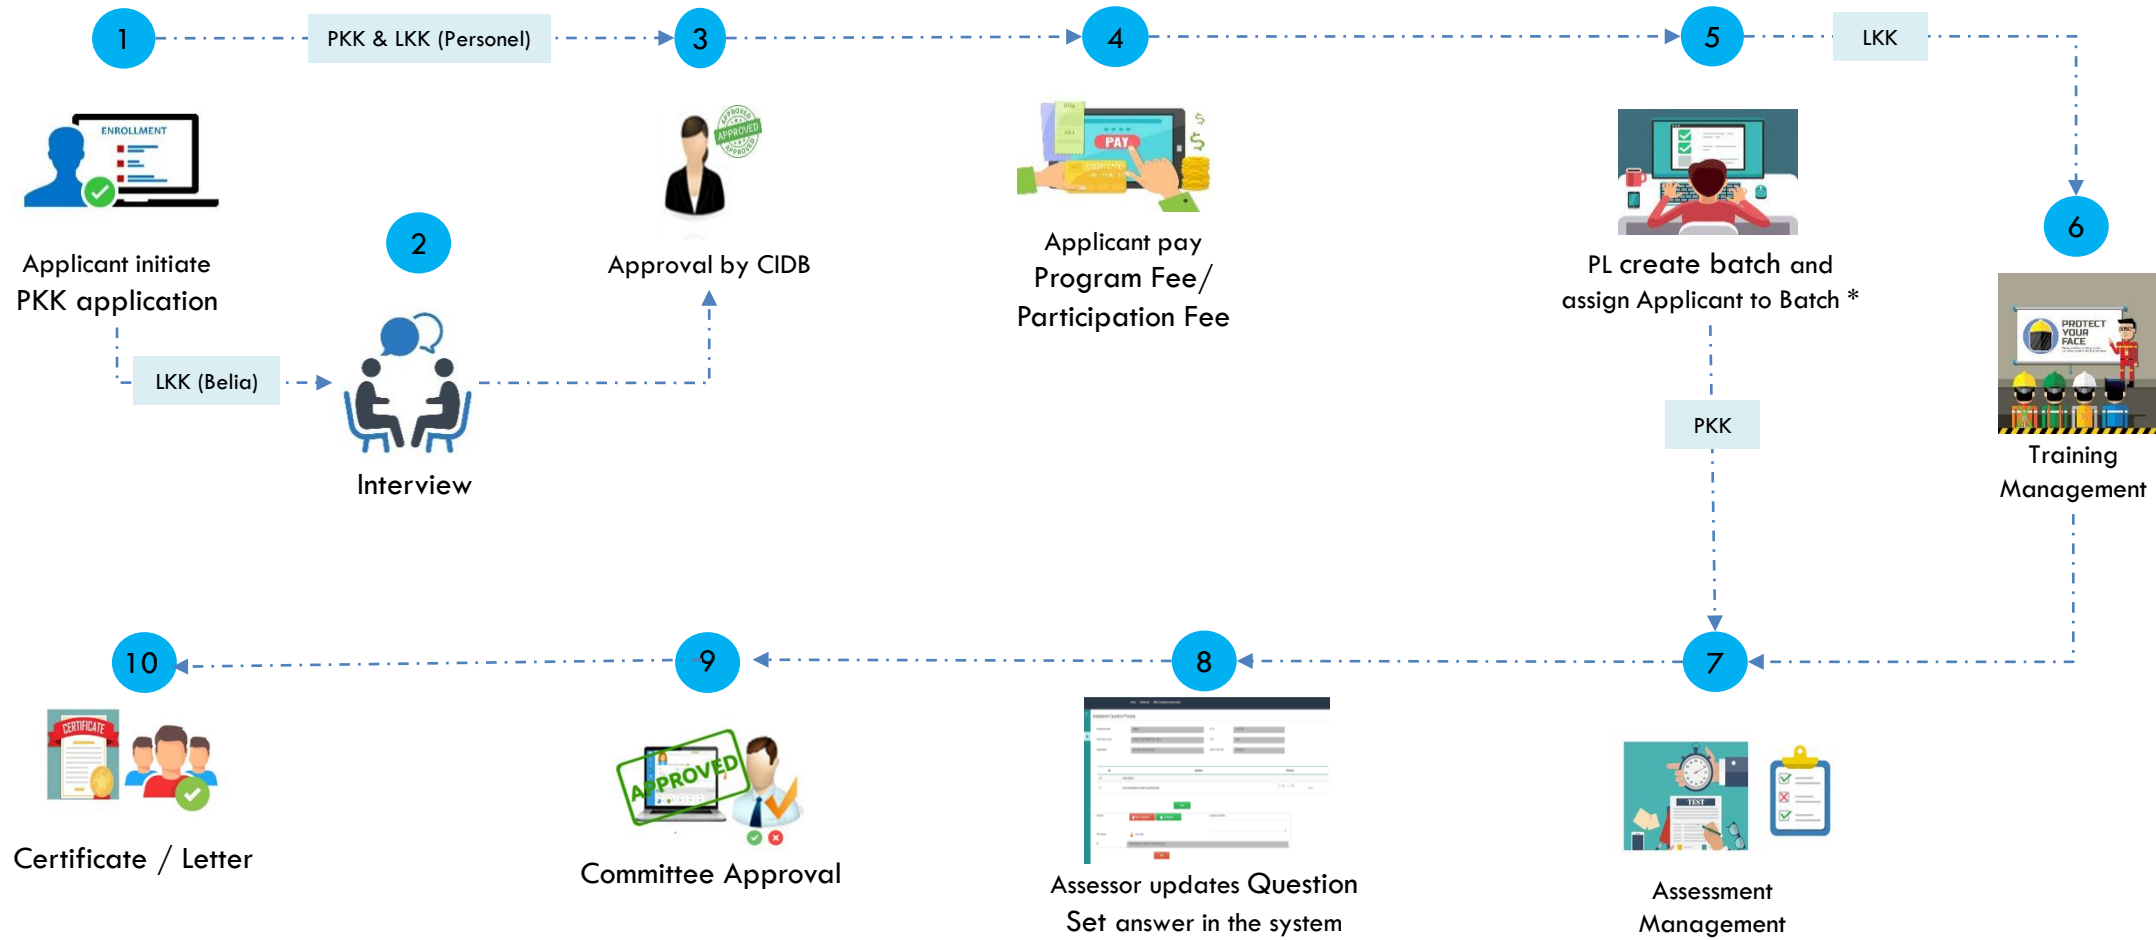 1
PKK & LKK (Personel)
3
4
5
LKK
ENROLLMENT
APPROVED
PAY
2
6
Applicant initiate
PKK application
Approval by CIDB
Applicant pay
Program Fee/
Participation Fee
PL create batch and
assign Applicant to Batch *
PROTECT
YOUR
FACE
LKK (Belia)
PKK
Interview
Training
Management
10
9
8
7
CERTIFICATE
APPROVED
TEST
Certificate / Letter
Committee Approval
Assessor updates Question
Set answer in the system
Assessment
Management